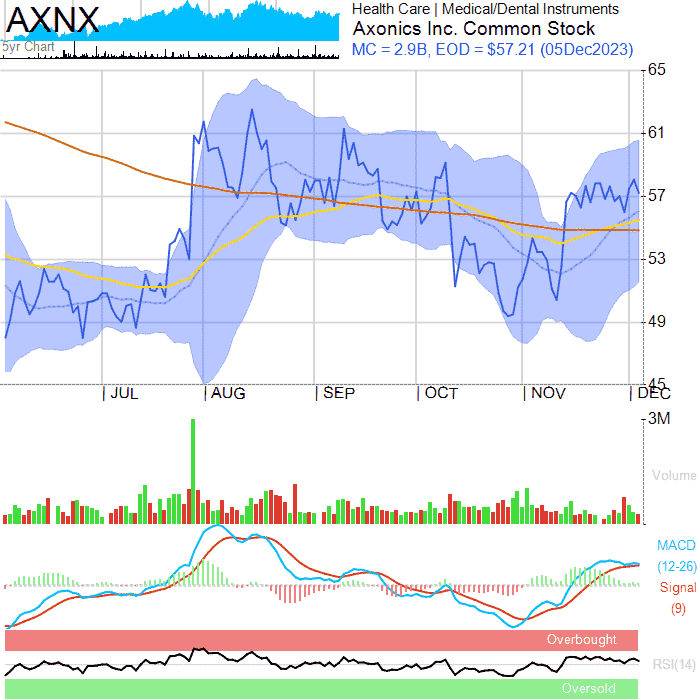 AXNX
5yr Chart
Health Care | Medical/Dental Instruments
Axonics Inc. Common Stock
MC = 2.9B, EOD = $57.21 (05Dec2023)
65
61
57
53
49
45
JUL AUG SEP OCT NOV DEC
3M
Volume
MACD
(12-26)
Signal
(9)
Overbought
RSI(14)
Oversold